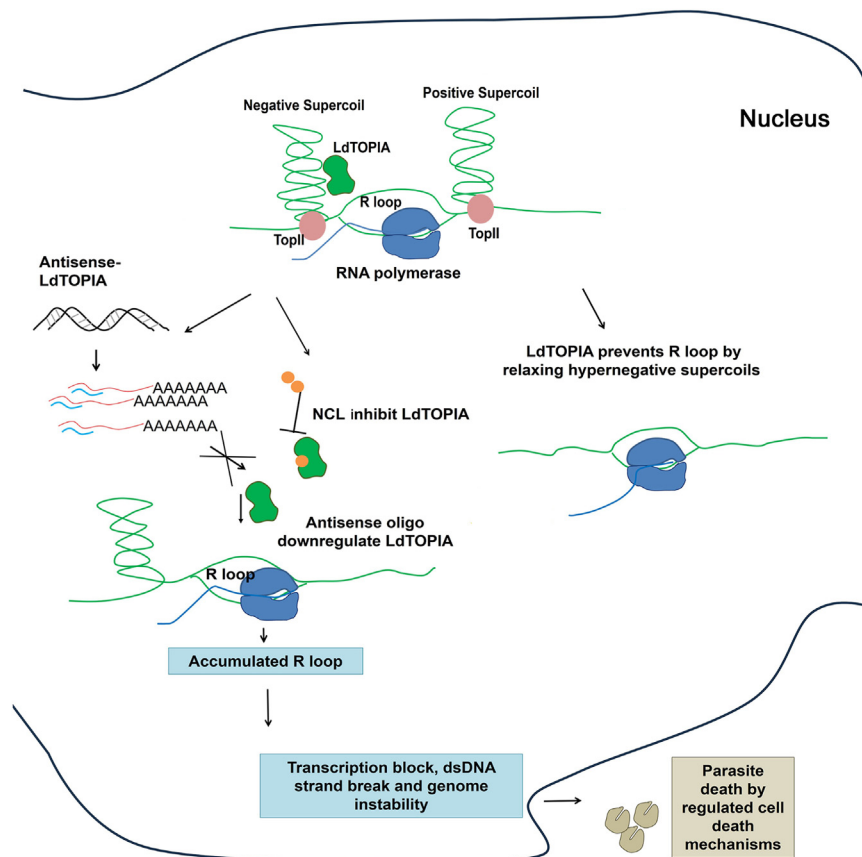 Negative Supercoil
Positive Supercoil
Nucleus
LdTOPIA
R loop
TopII
TopII
RNA polymerase
Antisense-
LdTOPIA
LdTOPIA prevents R loop by
relaxing hypernegative supercoils
AAAAAAA
AAAAAAA
AAAAAAA
NCL inhibit LdTOPIA
Antisense oligo
downregulate LdTOPIA
R loop
Accumulated R loop
Transcription block, dsDNA
strand break and genome
instability
Parasite
death by
regulated cell
death
mechanisms